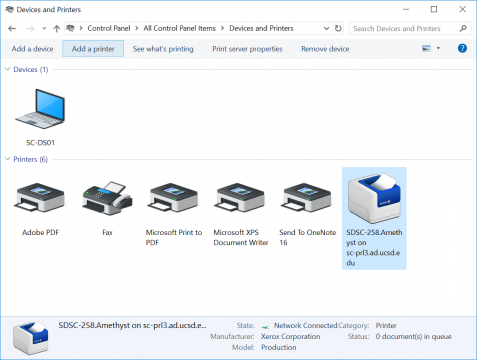 Devices and Printers
Control Panel > All Control Panel Items > Devices and Printers
Search Devices and Printers
Add a device Add a printer See what's printing Print server properties Remove device
Devices (1)
SC-DS01
Printers (6)
Adobe PDF
Fax
Microsoft Print to
PDF
Microsoft XPS
Document Writer
Send To OneNote
16
SDSC-258.Amethyst on
sc-prl3.ad.ucsd.e
du
SDSC-258.Amethyst on sc-prl3.ad.ucsd.e...
State: Network Connected Category: Printer
Manufacturer: Xerox Corporation Status: 0 document(s) in queue
Model: Production